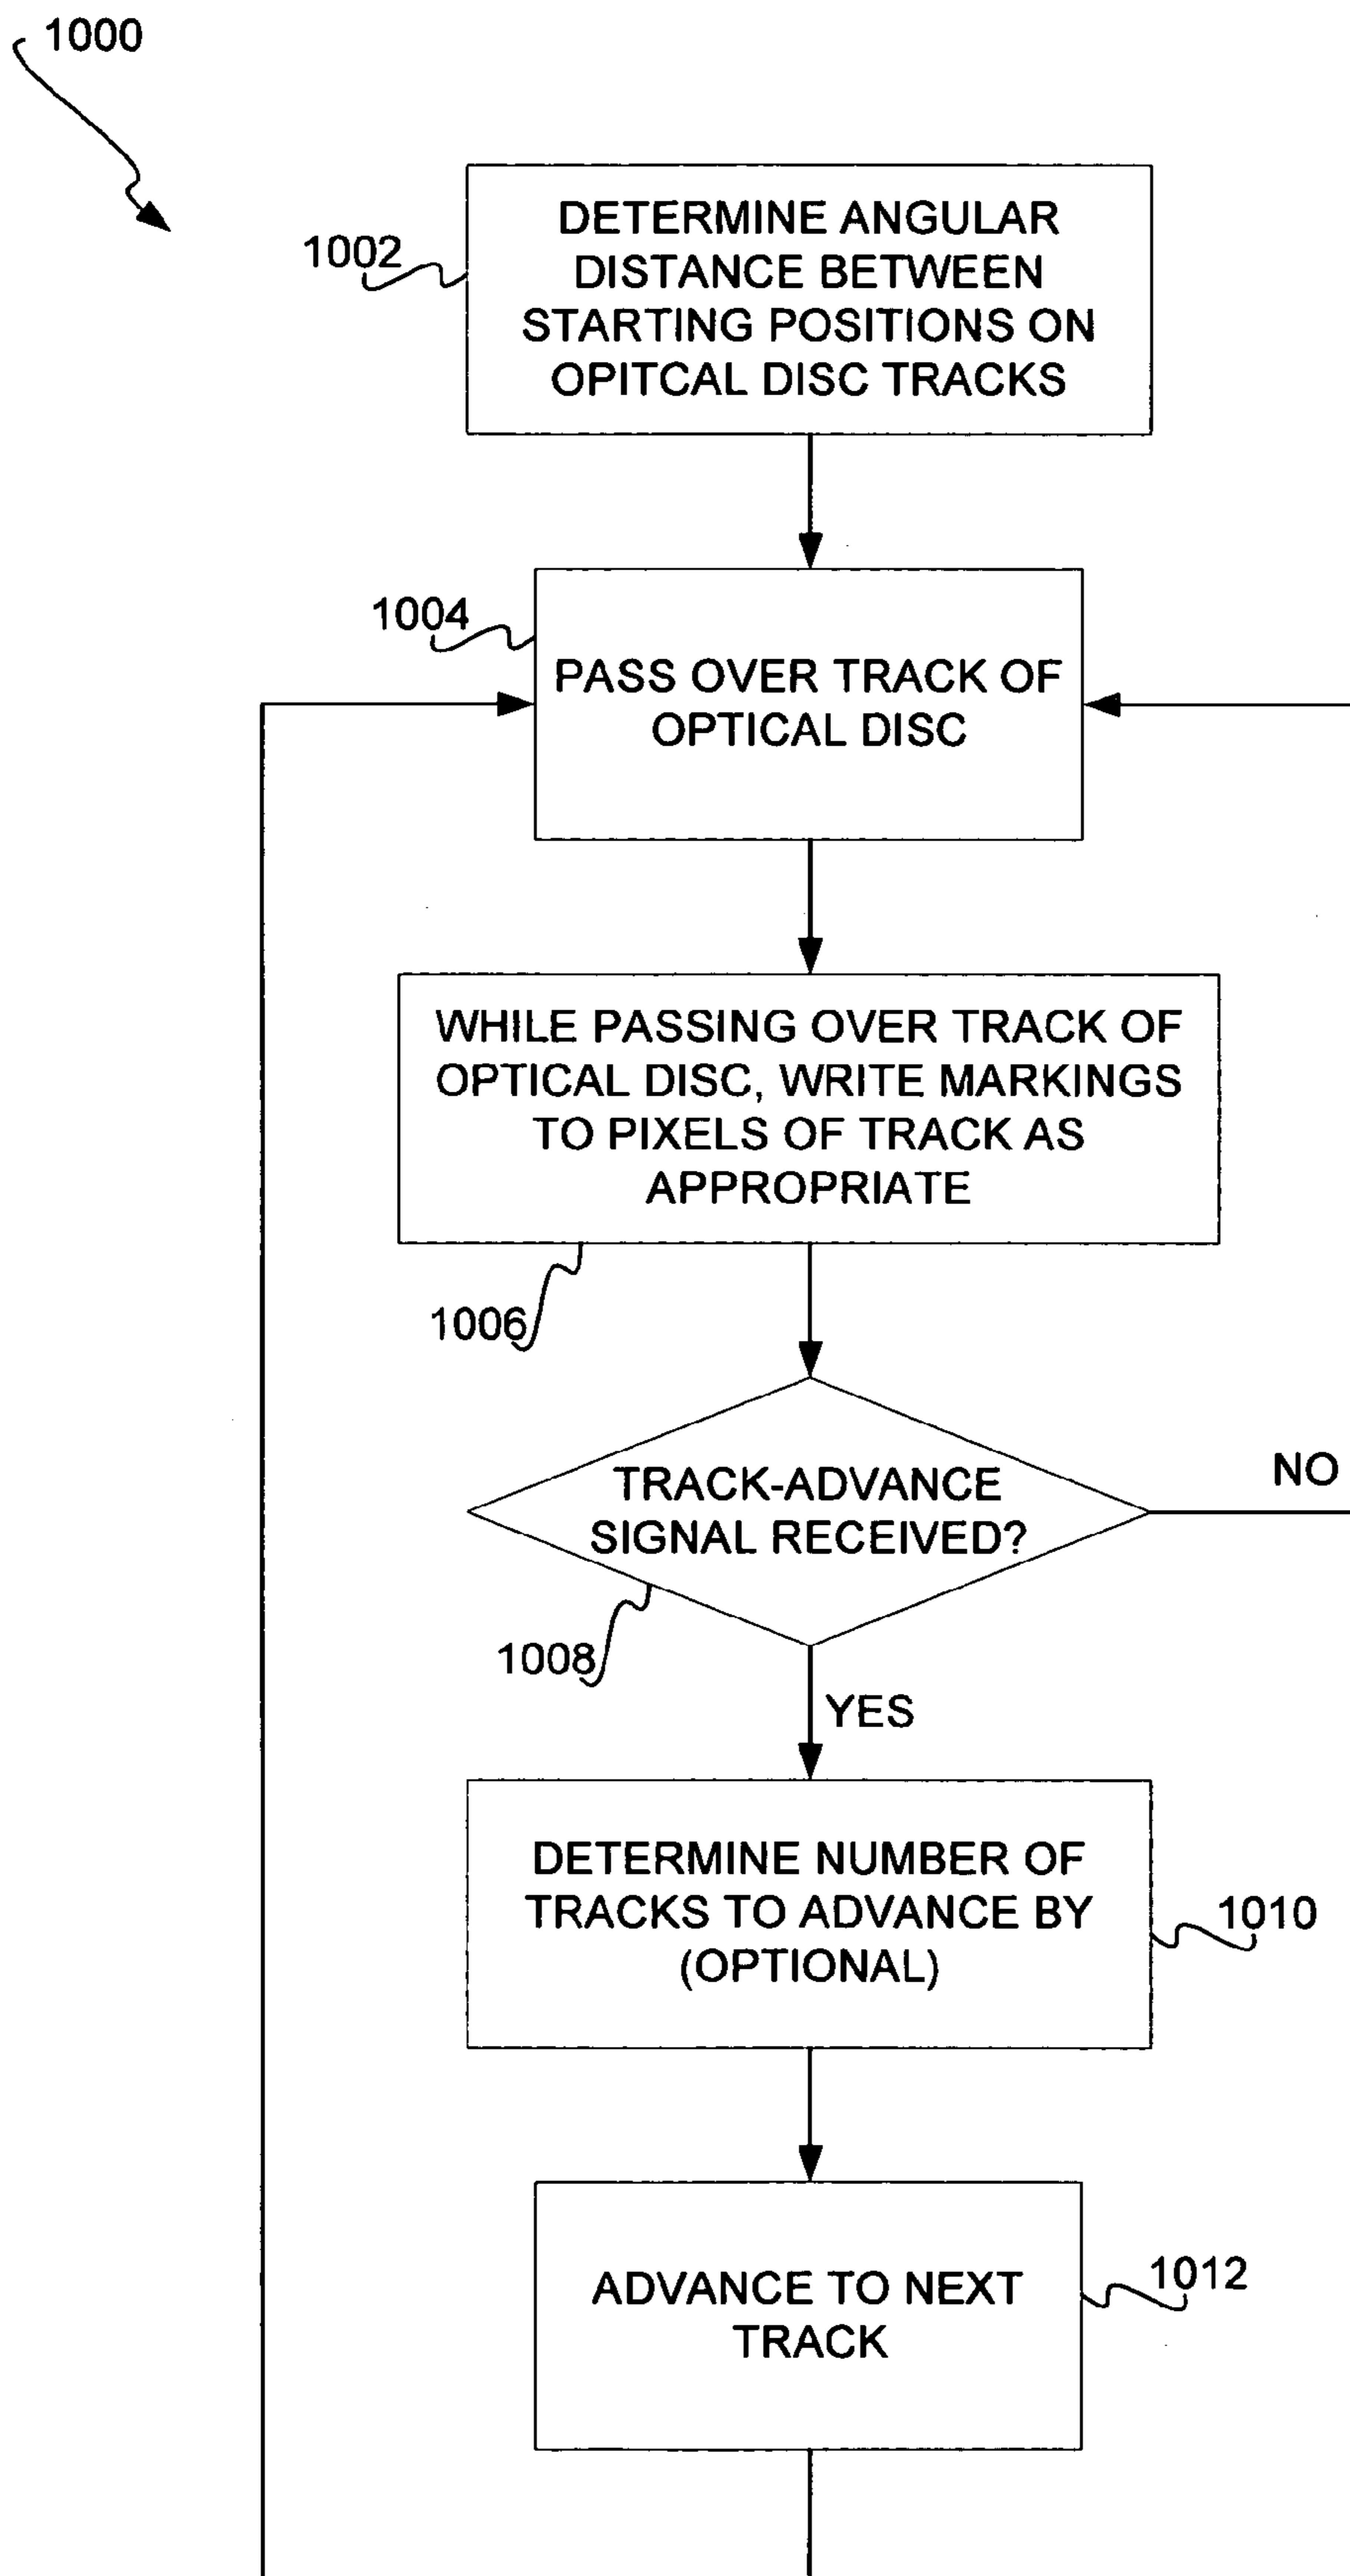 1000
1002
DETERMINE ANGULAR
DISTANCE BETWEEN
STARTING POSITIONS ON
OPITCAL DISC TRACKS
1004
PASS OVER TRACK OF
OPTICAL DISC
WHILE PASSING OVER TRACK OF
OPTICAL DISC, WRITE MARKINGS
TO PIXELS OF TRACK AS
APPROPRIATE
1006
TRACK-ADVANCE
SIGNAL RECEIVED?
NO
1008
YES
DETERMINE NUMBER OF
TRACKS TO ADVANCE BY
(OPTIONAL)
1010
ADVANCE TO NEXT
TRACK
1012